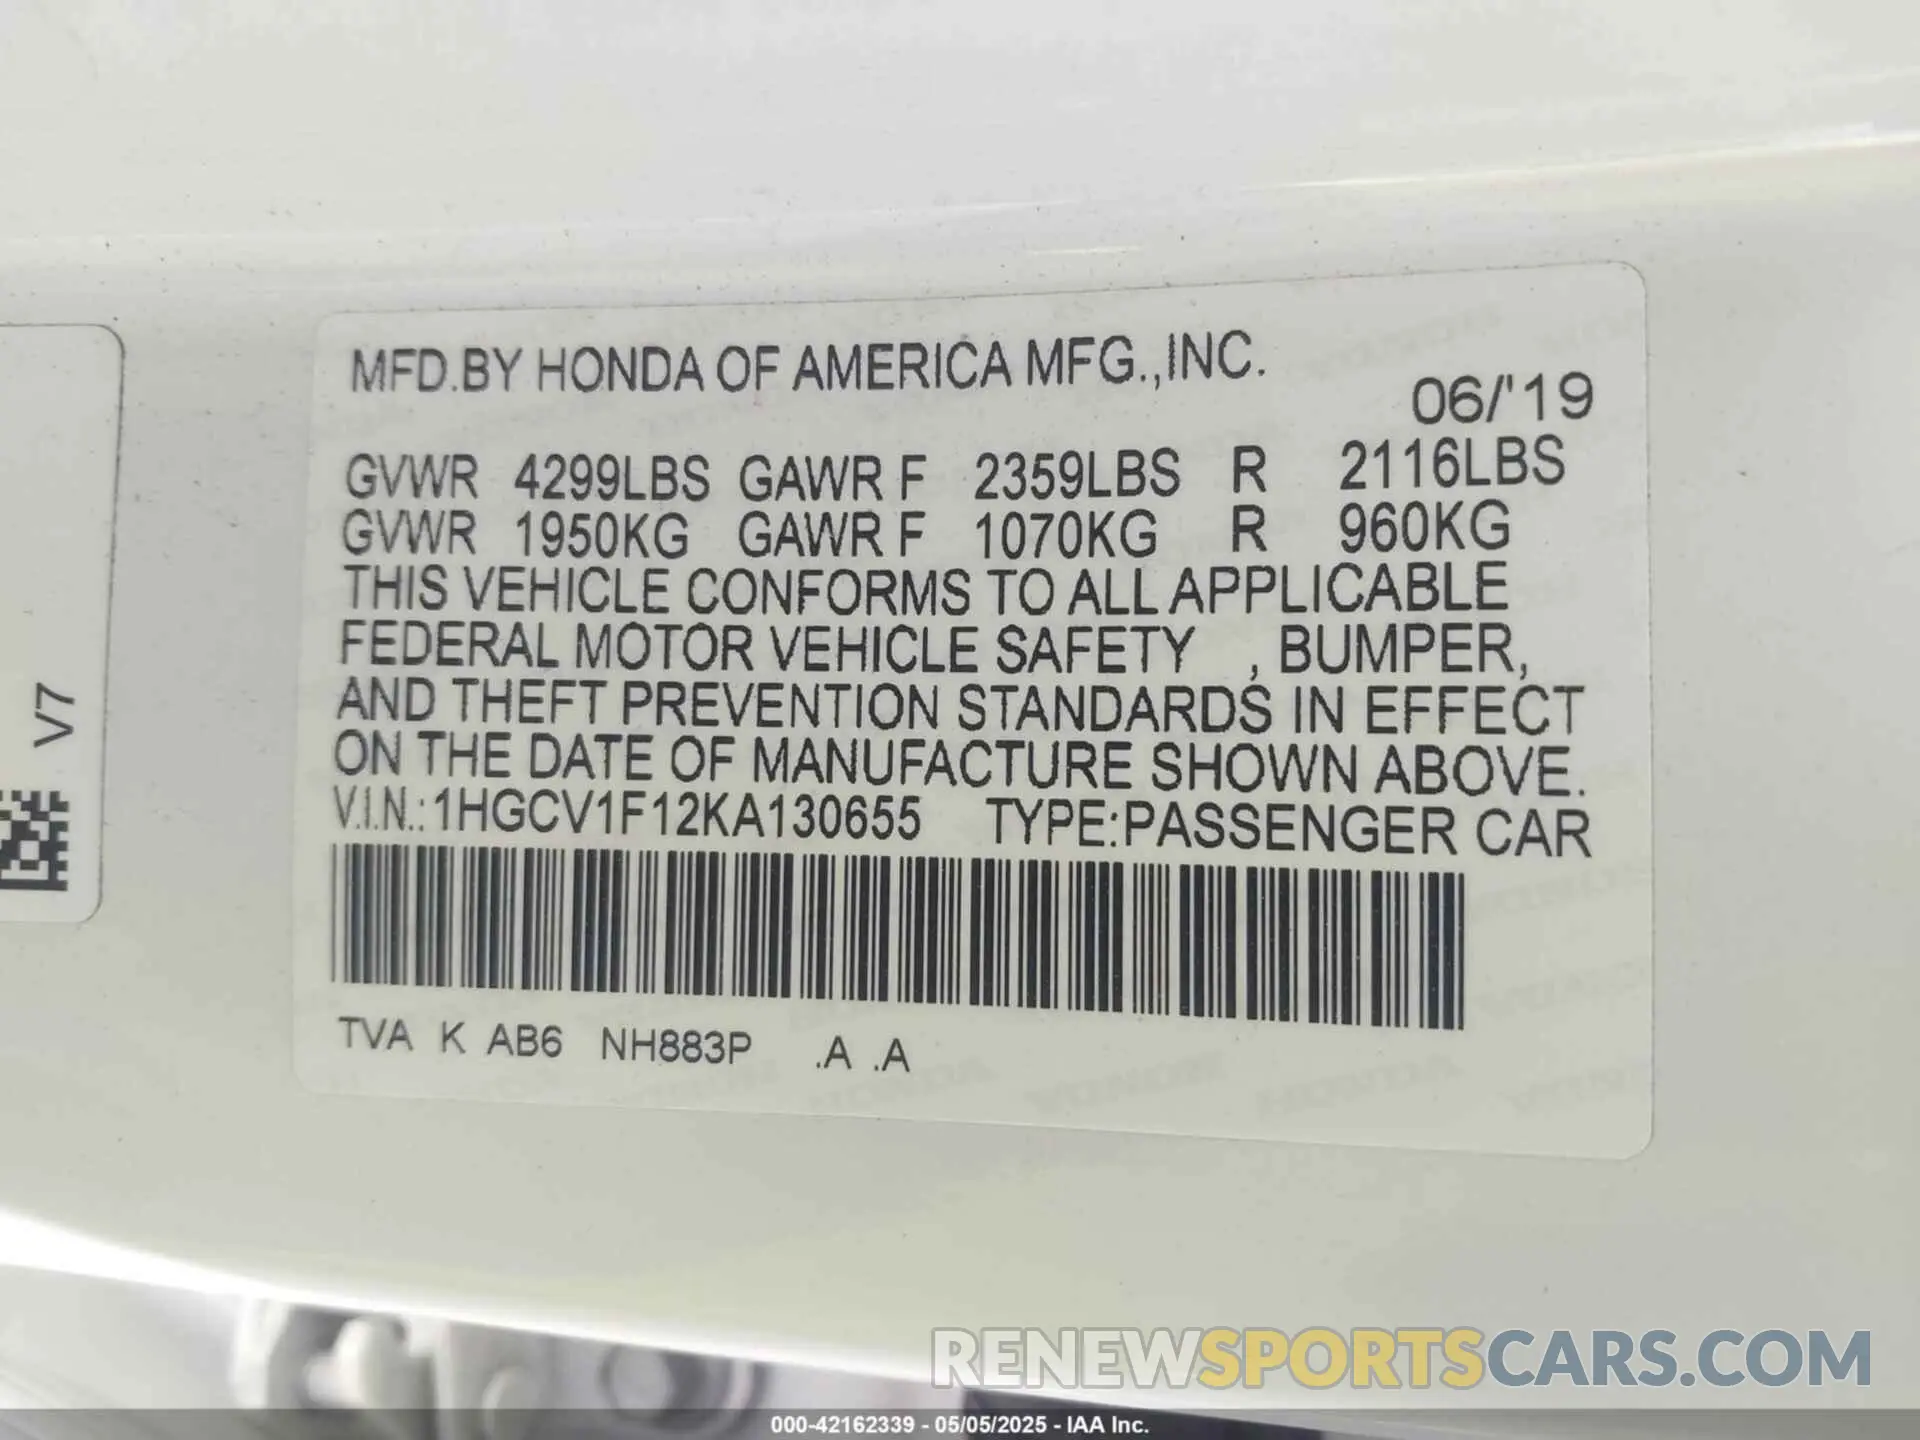 MFD.BY HONDA OF AMERICA MFG.,INC.
06/'19
GVWR 4299LBS GAWR F 2359LBS R 2116LBS
GVWR 1950KG GAWR F 1070KG R 960KG
THIS VEHICLE CONFORMS TO ALL APPLICABLE
FEDERAL MOTOR VEHICLE SAFETY , BUMPER,
AND THEFT PREVENTION STANDARDS IN EFFECT
ON THE DATE OF MANUFACTURE SHOWN ABOVE.
V.I.N.:1HGCV1F12KA130655 TYPE:PASSENGER CAR
TVA K AB6 NH883P .A .A
V7
RENEWSPORTSCARS.COM
000-42162339 - 05/05/2025 - IAA Inc.